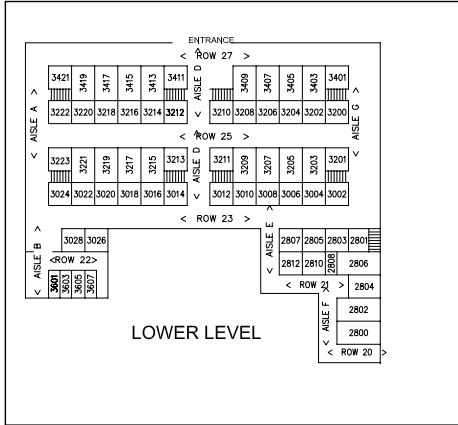 ENTRANCE
< ROW 27 >
3421 3419 3417 3415 3413 3411
3409 3407 3405 3403 3401
< AISLE A >
< AISLE D >
< AISLE G >
3222 3220 3218 3216 3214 3212
3210 3208 3206 3204 3202 3200
< ROW 25 >
3223 3221 3219 3217 3215 3213
3211 3209 3207 3205 3203 3201
< AISLE D >
3024 3022 3020 3018 3016 3014
3012 3010 3008 3006 3004 3002
< ROW 23 >
< AISLE B >
3028 3026
< AISLE E >
2807 2805 2803 2801
<ROW 22>
2812 2810 2808 2806
3601 3603 3605 3607
< ROW 21 >
2804
< AISLE F >
2802
LOWER LEVEL
2800
< ROW 20 >